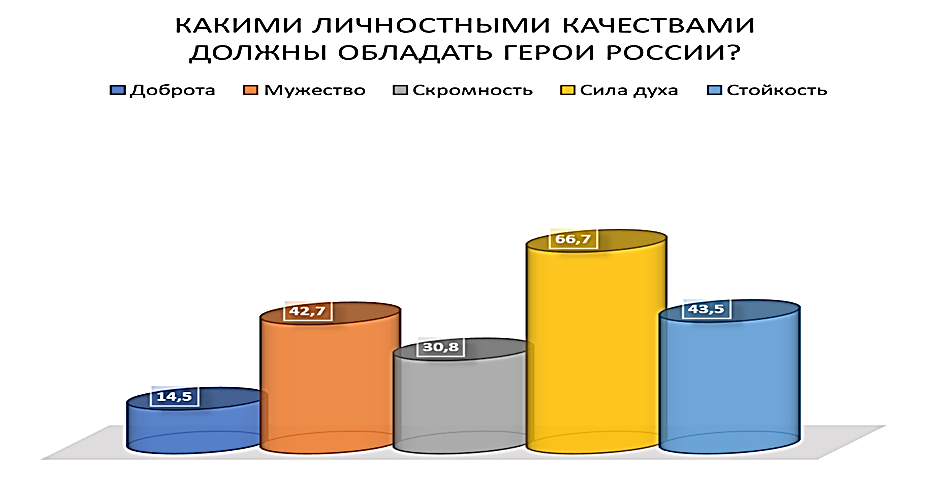 КАКИМИ ЛИЧНОСТНЫМИ КАЧЕСТВАМИ
ДОЛЖНЫ ОБЛАДАТЬ ГЕРОИ РОССИИ?
Доброта Мужество Скромность Сила духа Стойкость
66,7
42,7
43,5
30,8
14,5